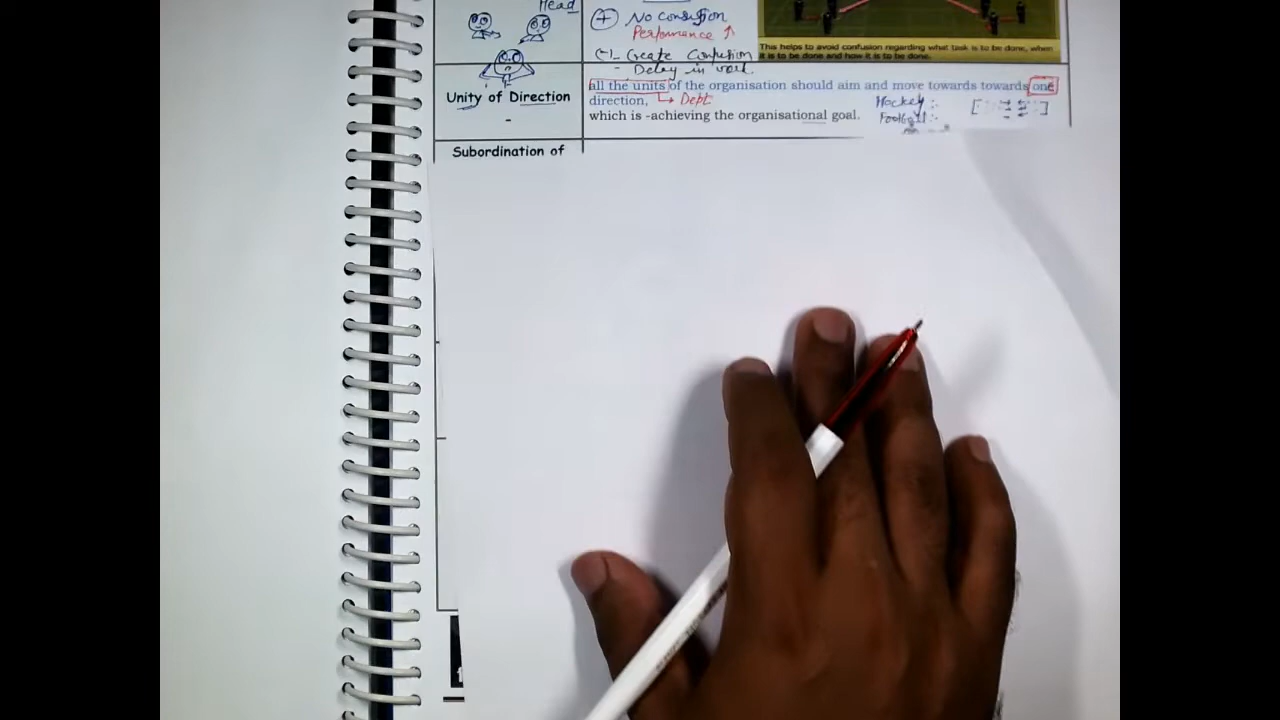 Head
+ No confusion
Performance ↑
(-)- Create Confusion
- Delay in work.
This helps to avoid confusion regarding what task is to be done, when
it is to be done and how it is to be done.
Unity of Direction
-
all the units of the organisation should aim and move towards towards one
direction, ↳ Dept
which is -achieving the organisational goal.
Hockey :-
Football :-
Subordination of